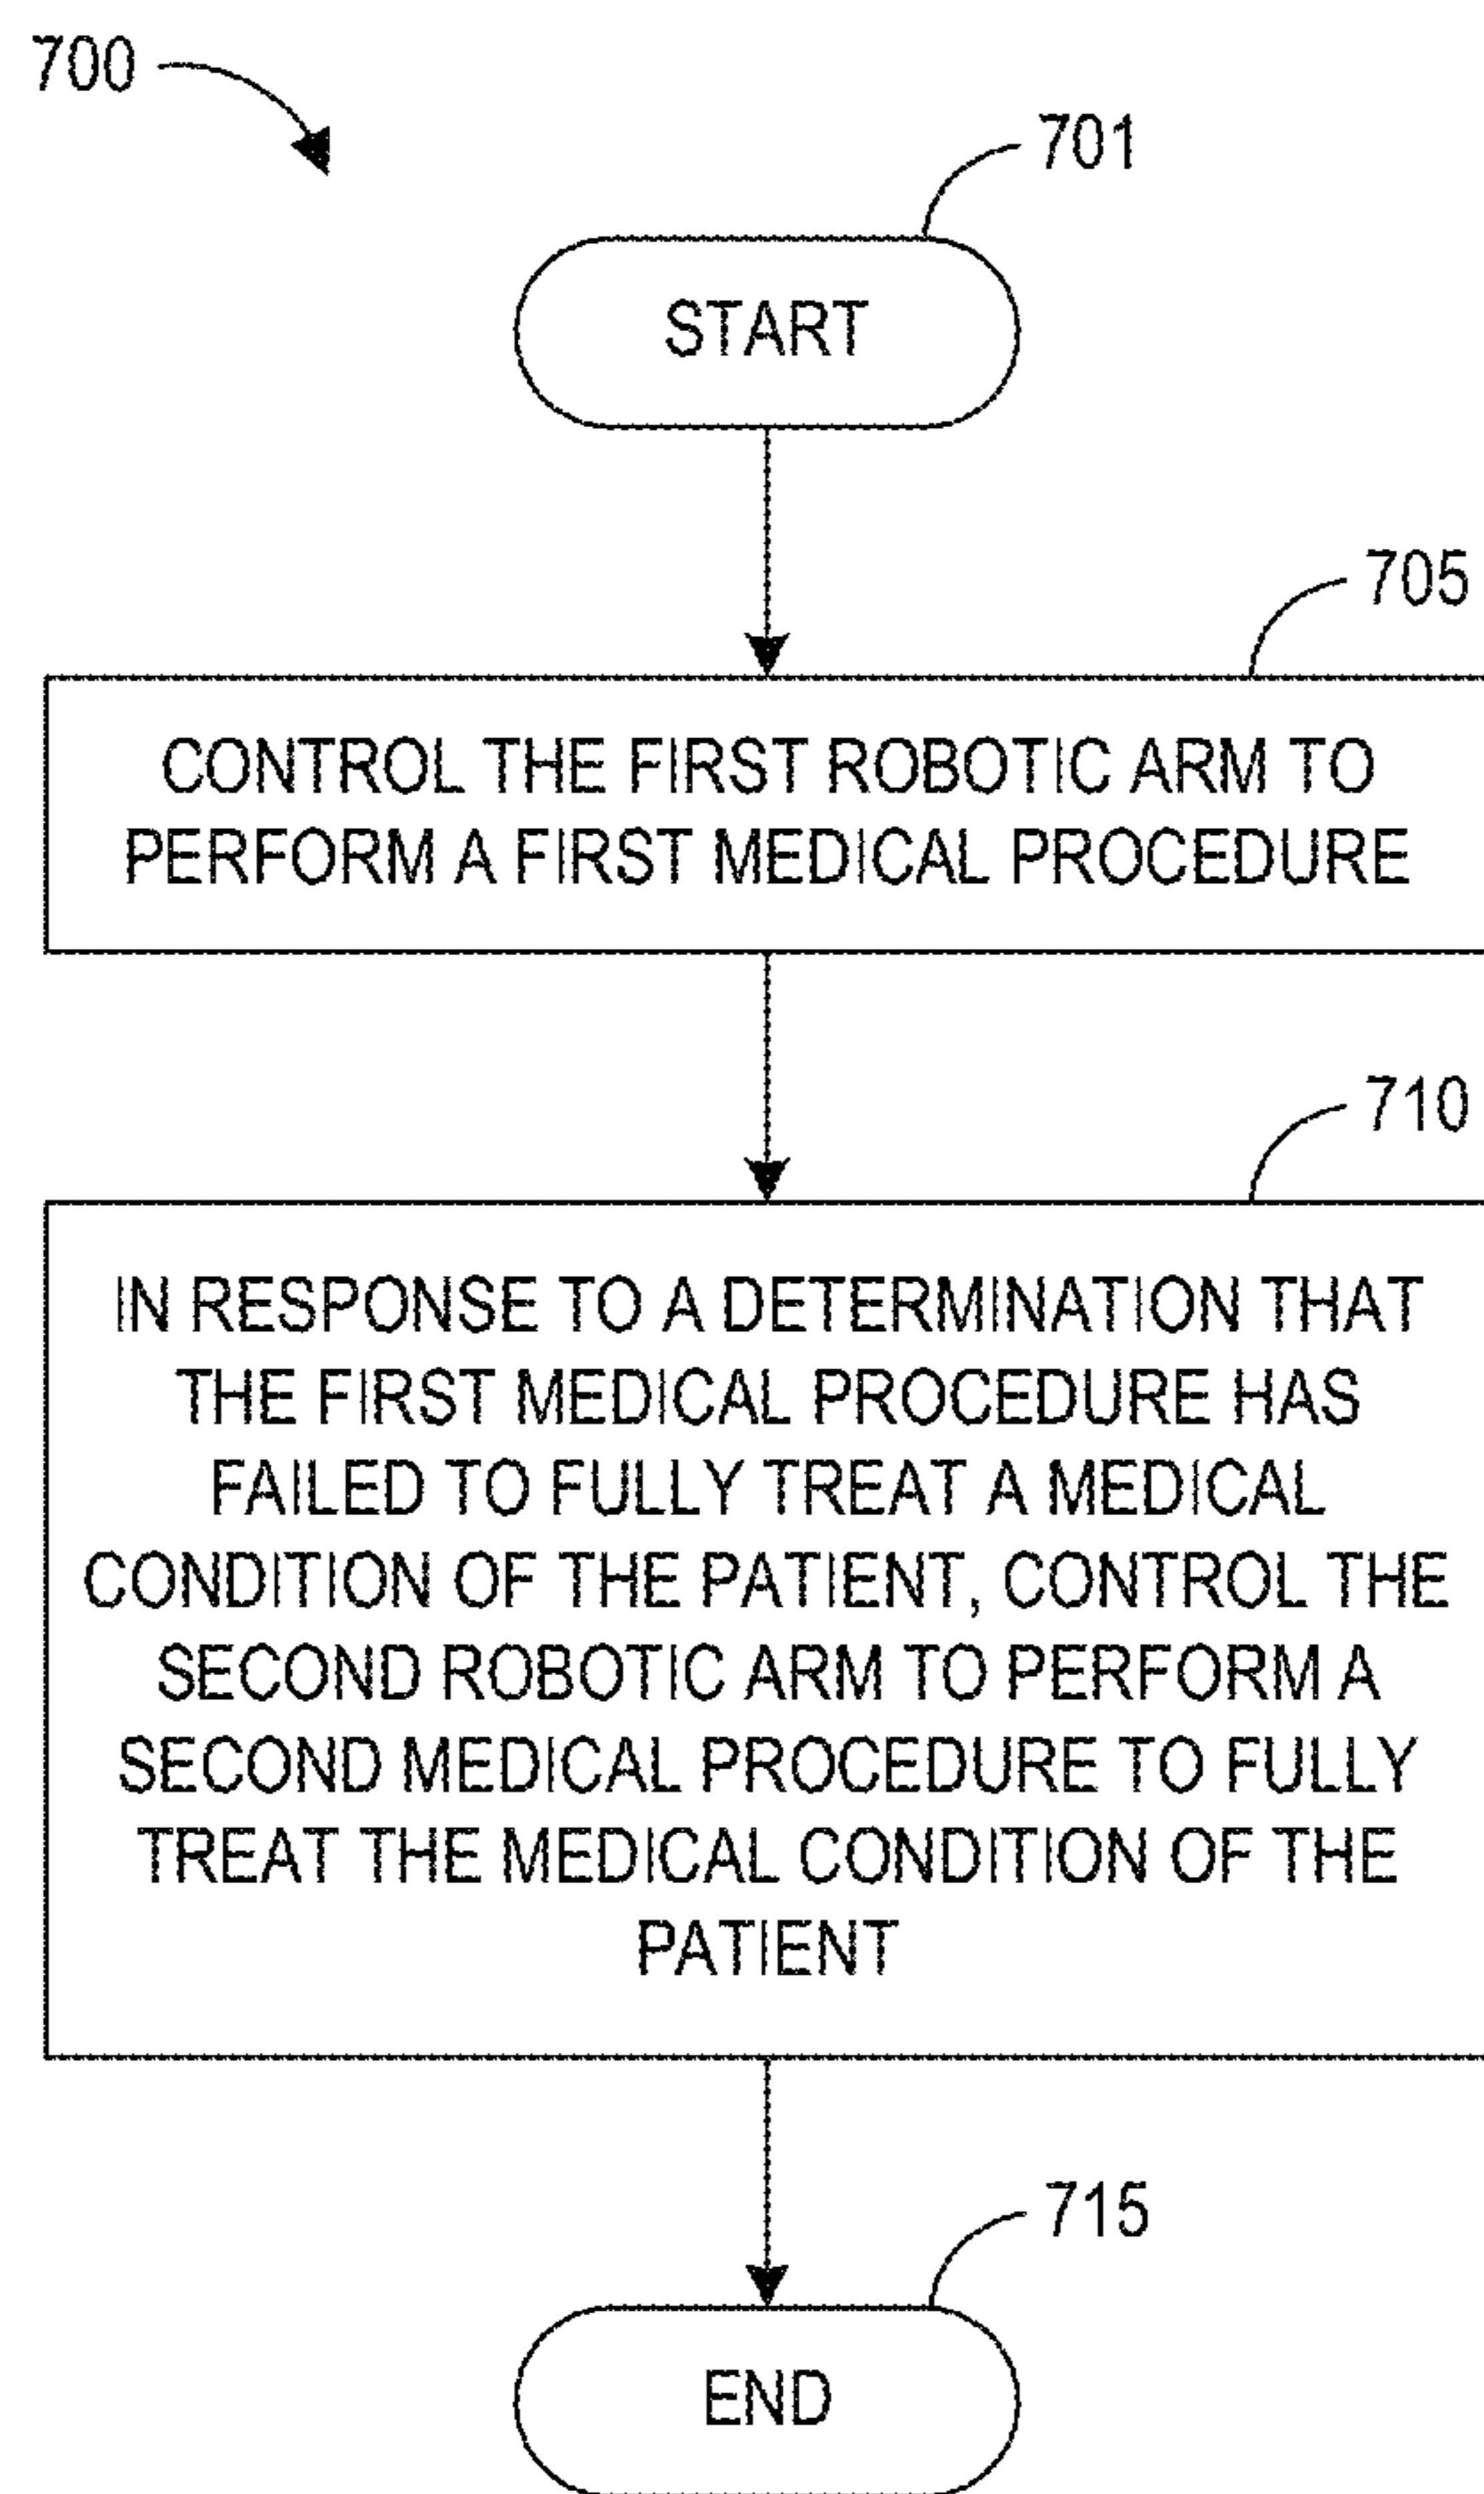 700
701
START
705
CONTROL THE FIRST ROBOTIC ARM TO
PERFORM A FIRST MEDICAL PROCEDURE
710
IN RESPONSE TO A DETERMINATION THAT
THE FIRST MEDICAL PROCEDURE HAS
FAILED TO FULLY TREAT A MEDICAL
CONDITION OF THE PATIENT, CONTROL THE
SECOND ROBOTIC ARM TO PERFORM A
SECOND MEDICAL PROCEDURE TO FULLY
TREAT THE MEDICAL CONDITION OF THE
PATIENT
715
END